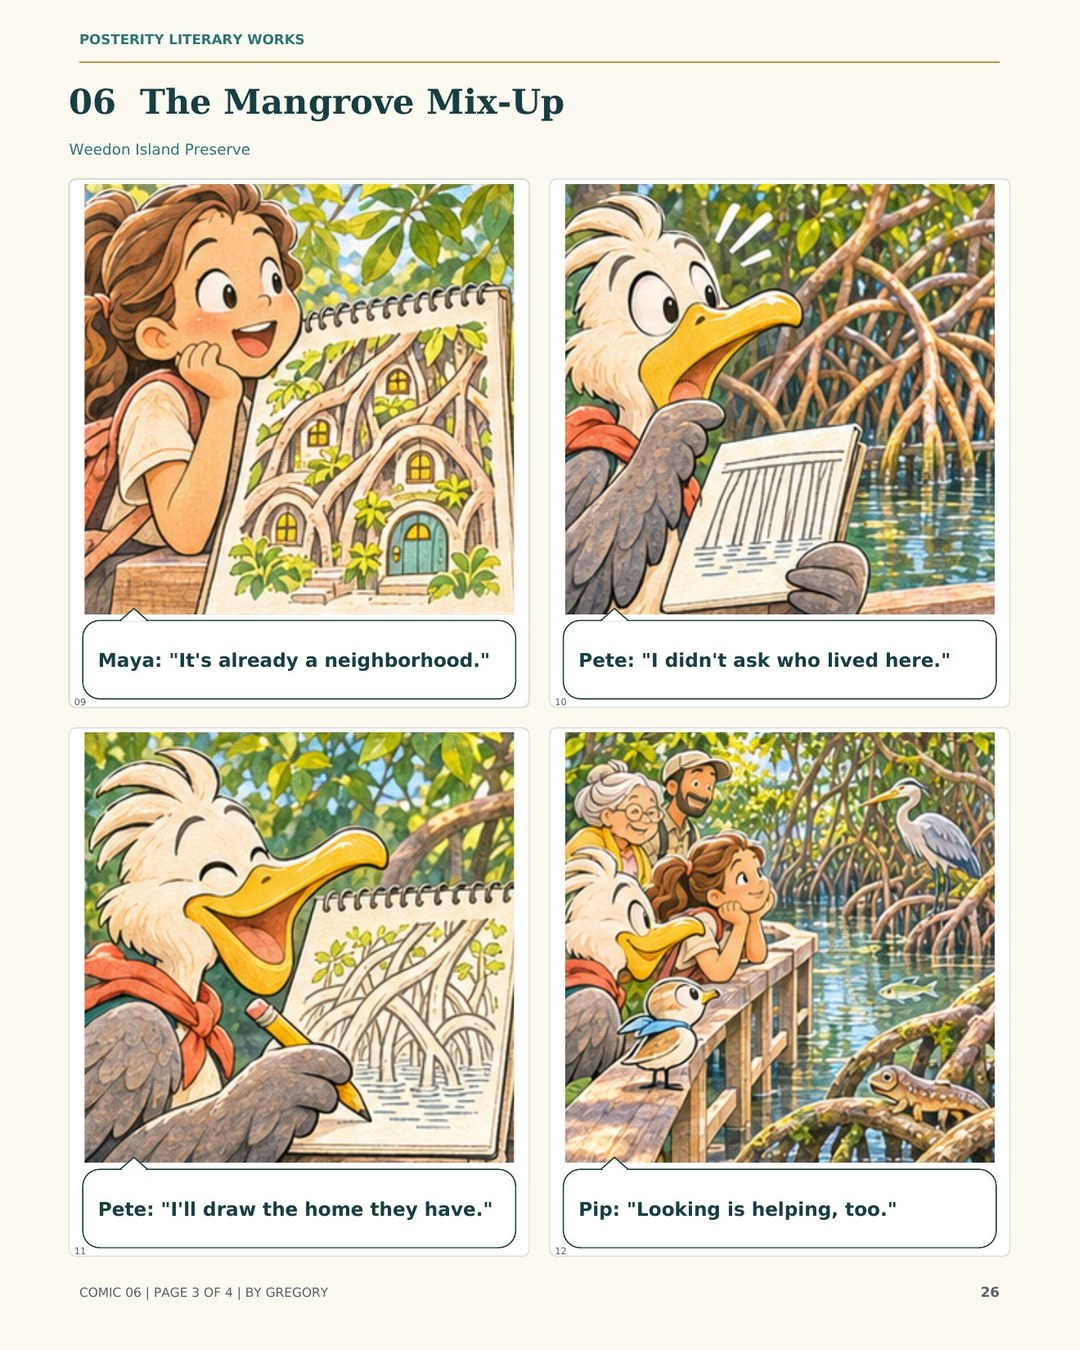 POSTERITY LITERARY WORKS
06 The Mangrove Mix-Up
Weedon Island Preserve
Maya: "It's already a neighborhood."
09
Pete: "I didn't ask who lived here."
10
Pete: "I'll draw the home they have."
11
Pip: "Looking is helping, too."
12
COMIC 06 | PAGE 3 OF 4 | BY GREGORY
26